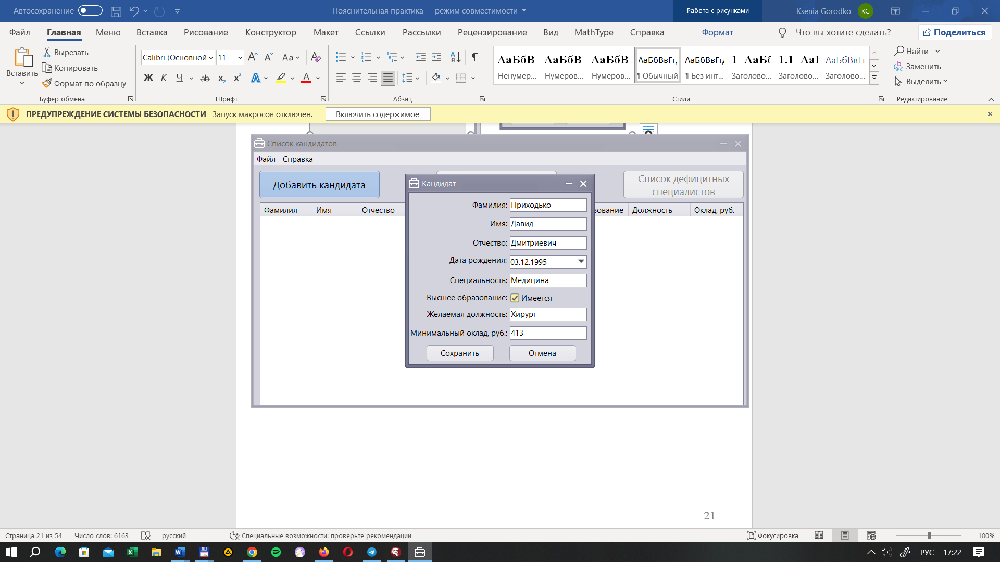 Автосохранение
Пояснительная практика - режим совместимости
Работа с рисунками
Ksenia Gorodko KG
Файл Главная Меню Вставка Рисование Конструктор Макет Ссылки Рассылки Рецензирование Вид MathType Справка Формат Что вы хотите сделать? Поделиться
Вставить
Вырезать
Копировать
Формат по образцу
Буфер обмена
Calibri (Основной 11
Ж К Ч
Шрифт
Абзац
АаБбВı АаБбВı АаБбВı АаБбВвГг, АаБбВвГг, 1 АаБб 1.1 Аа АаБбВвГг
Ненумер... Нумеров... Нумеров... ¶ Обычный ¶ Без инт... Заголово... Заголово... Заголово...
Стили
Найти
Заменить
Выделить
Редактирование
ПРЕДУПРЕЖДЕНИЕ СИСТЕМЫ БЕЗОПАСНОСТИ Запуск макросов отключен. Включить содержимое
Список кандидатов
Файл Справка
Добавить кандидата
Список дефицитных
специалистов
Фамилия Имя Отчество зование Должность Оклад, руб.
Кандидат
Фамилия: Приходько
Имя: Давид
Отчество: Дмитриевич
Дата рождения: 03.12.1995
Специальность: Медицина
Высшее образование: Имеется
Желаемая должность: Хирург
Минимальный оклад, руб.: 413
Сохранить Отмена
21
Страница 21 из 54 Число слов: 6163 русский Специальные возможности: проверьте рекомендации Фокусировка 100%
РУС 17:22